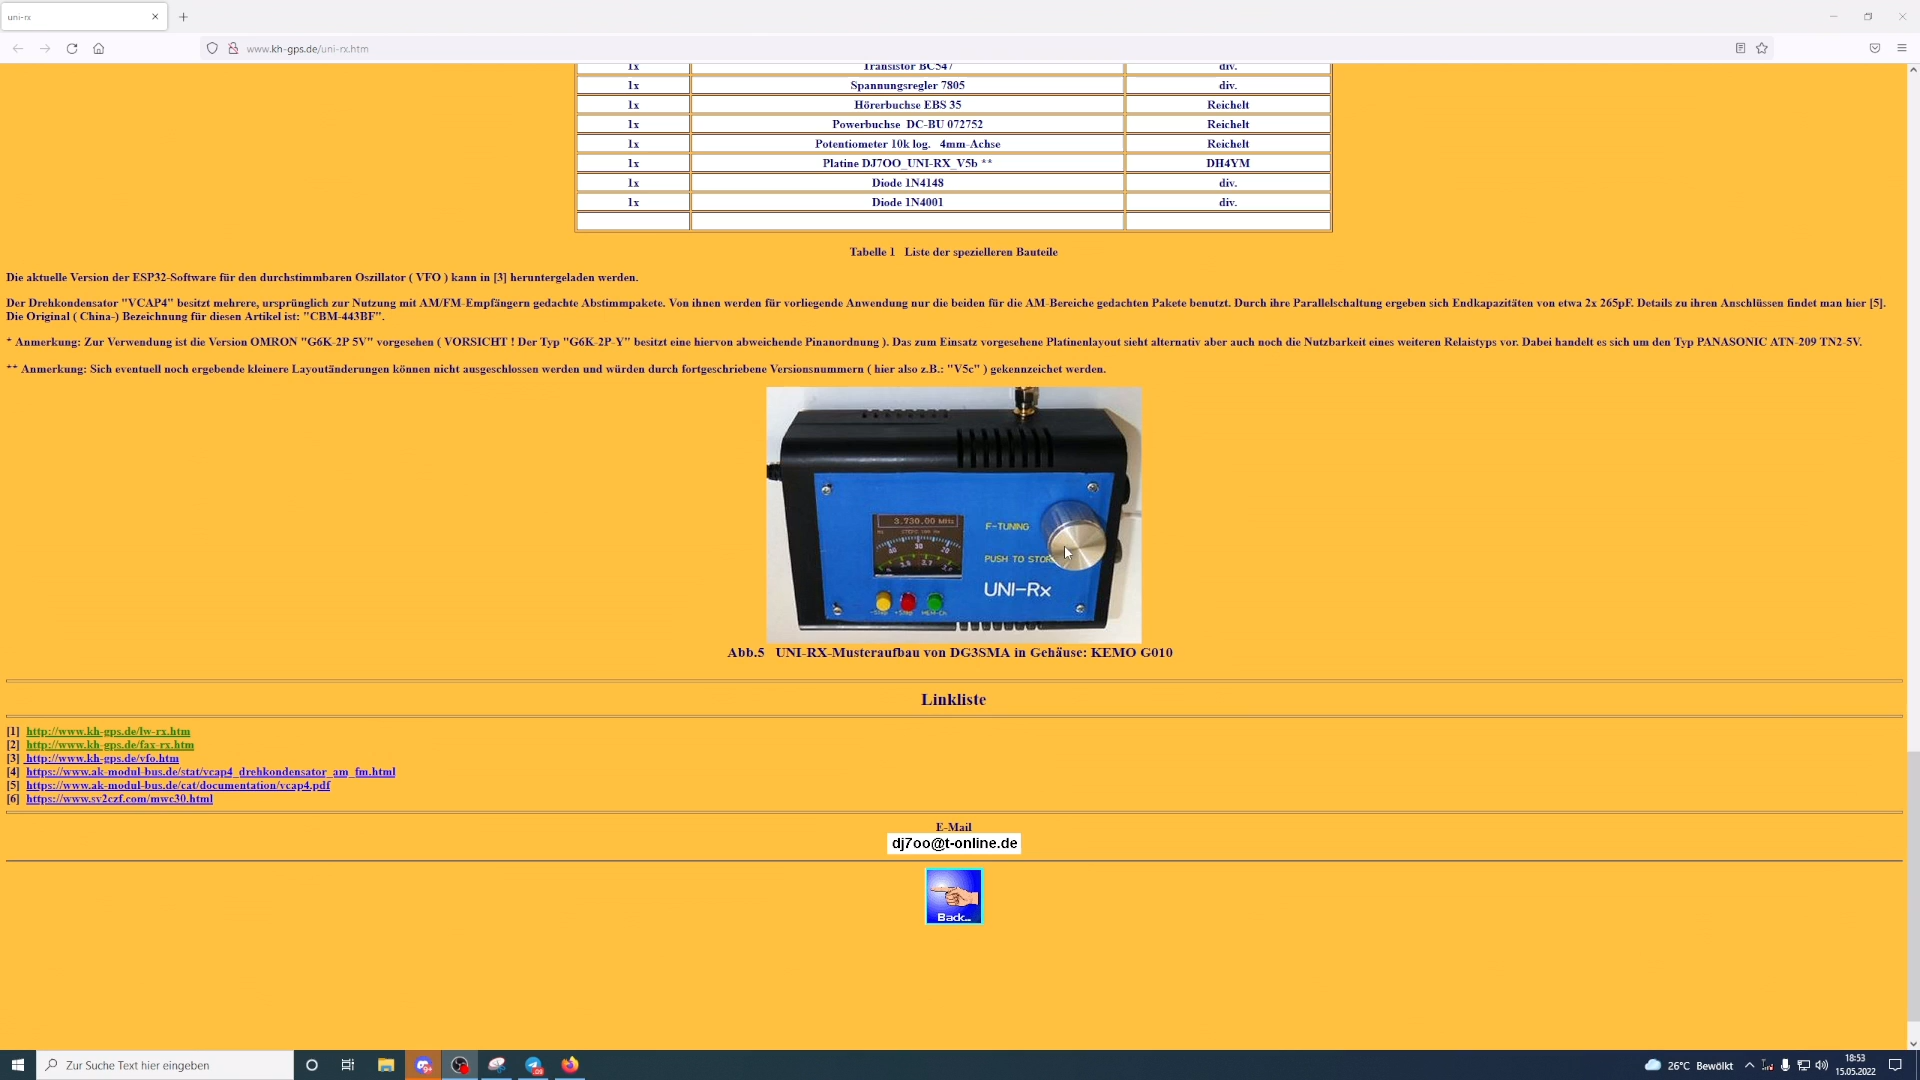 uni-rx
www.kh-gps.de/uni-rx.htm
1x Transistor BC547 div.
1x Spannungsregler 7805 div.
1x Hörerbuchse EBS 35 Reichelt
1x Powerbuchse DC-BU 072752 Reichelt
1x Potentiometer 10k log. 4mm-Achse Reichelt
1x Platine DJ7OO_UNI-RX_V5b ** DH4YM
1x Diode 1N4148 div.
1x Diode 1N4001 div.
Tabelle 1 Liste der spezielleren Bauteile
Die aktuelle Version der ESP32-Software für den durchstimmbaren Oszillator ( VFO ) kann in [3] heruntergeladen werden.
Der Drehkondensator "VCAP4" besitzt mehrere, ursprünglich zur Nutzung mit AM/FM-Empfängern gedachte Abstimmpakete. Von ihnen werden für vorliegende Anwendung nur die beiden für die AM-Bereiche gedachten Pakete benutzt. Durch ihre Parallelschaltung ergeben sich Endkapazitäten von etwa 2x 265pF. Details zu ihren Anschlüssen findet man hier [5].
Die Original ( China-) Bezeichnung für diesen Artikel ist: "CBM-443BF".
* Anmerkung: Zur Verwendung ist die Version OMRON "G6K-2P 5V" vorgesehen ( VORSICHT ! Der Typ "G6K-2P-Y" besitzt eine hiervon abweichende Pinanordnung ). Das zum Einsatz vorgesehene Platinenlayout sieht alternativ aber auch noch die Nutzbarkeit eines weiteren Relaistyps vor. Dabei handelt es sich um den Typ PANASONIC ATN-209 TN2-5V.
** Anmerkung: Sich eventuell noch ergebende kleinere Layoutänderungen können nicht ausgeschlossen werden und würden durch fortgeschriebene Versionsnummern ( hier also z.B.: "V5c" ) gekennzeichet werden.
3.730.00 MHz
40 30 20
3.7
F-TUNING
PUSH TO STOR
UNI-Rx
-Step +Step MEM-Ch
Abb.5 UNI-RX-Musteraufbau von DG3SMA in Gehäuse: KEMO G010
Linkliste
[1] http://www.kh-gps.de/lw-rx.htm
[2] http://www.kh-gps.de/fax-rx.htm
[3] http://www.kh-gps.de/vfo.htm
[4] https://www.ak-modul-bus.de/stat/vcap4_drehkondensator_am_fm.html
[5] https://www.ak-modul-bus.de/cat/documentation/vcap4.pdf
[6] https://www.sv2czf.com/mwc30.html
E-Mail
dj7oo@t-online.de
Back...
Zur Suche Text hier eingeben
26°C Bewölkt
18:53
15.05.2022